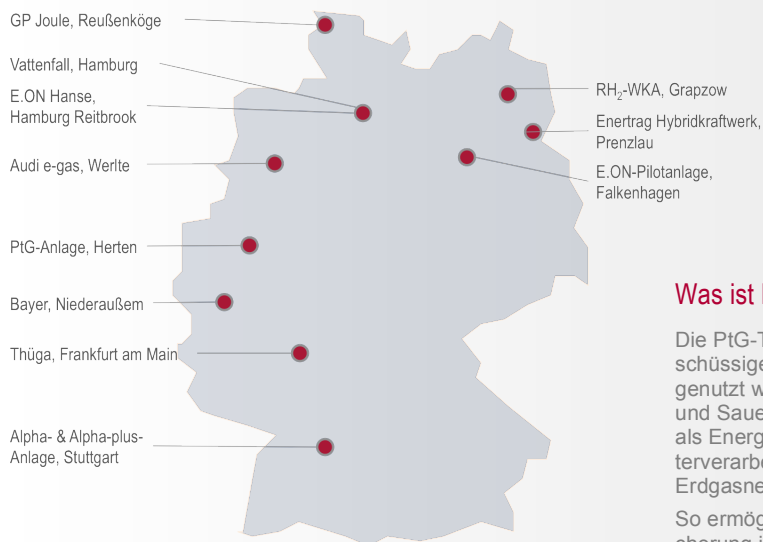 GP Joule, Reußenköge
Vattenfall, Hamburg
E.ON Hanse,
Hamburg Reitbrook
Audi e-gas, Werlte
PtG-Anlage, Herten
Bayer, Niederaußem
Thüga, Frankfurt am Main
Alpha- & Alpha-plus-
Anlage, Stuttgart
RH₂-WKA, Grapzow
Enertrag Hybridkraftwerk,
Prenzlau
E.ON-Pilotanlage,
Falkenhagen
Was ist
Die PtG-
schüssige
genutzt w
und Saue
als Energ
terverarbe
Erdgasne
So ermög
cherung i